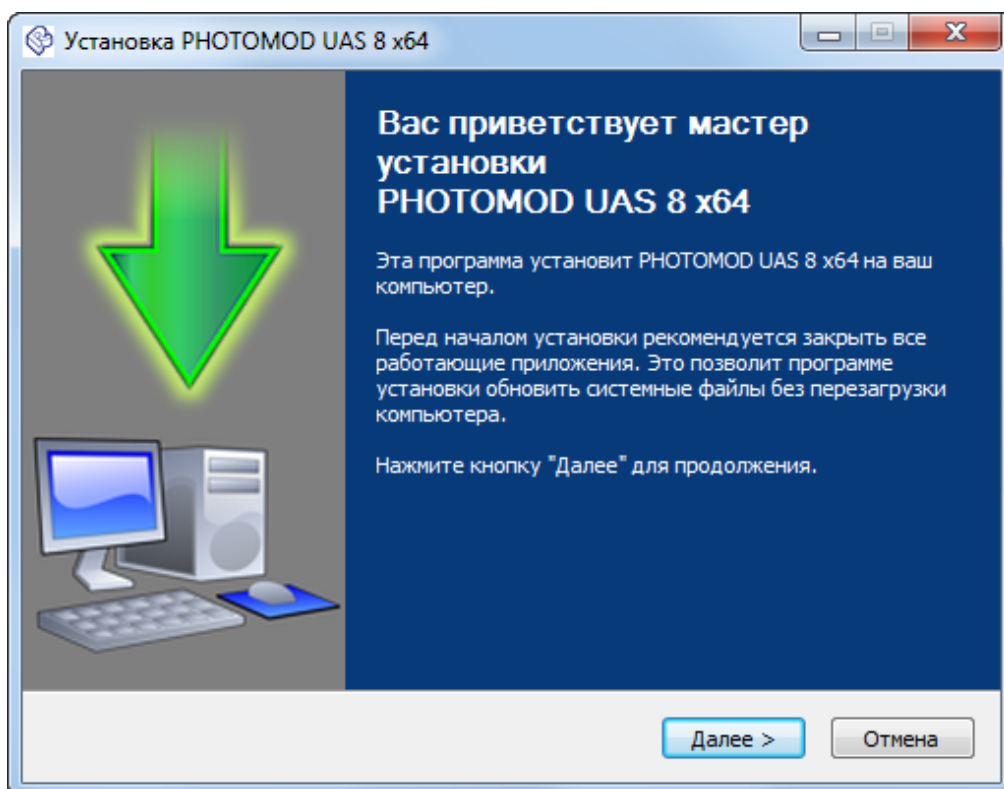 Установка PHOTOMOD UAS 8 x64
Вас приветствует мастер
установки
PHOTOMOD UAS 8 x64
Эта программа установит PHOTOMOD UAS 8 x64 на ваш
компьютер.
Перед началом установки рекомендуется закрыть все
работающие приложения. Это позволит программе
установки обновить системные файлы без перезагрузки
компьютера.
Нажмите кнопку "Далее" для продолжения.
Далее >
Отмена